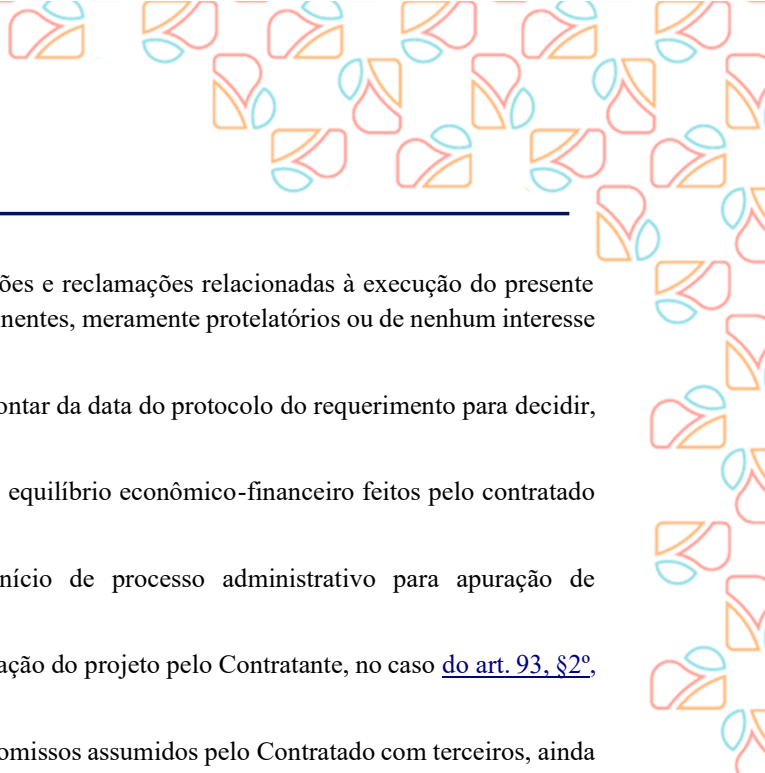 ões e reclamações relacionadas à execução do presente
nentes, meramente protelatórios ou de nenhum interesse
ontar da data do protocolo do requerimento para decidir,
equilíbrio econômico-financeiro feitos pelo contratado
nício de processo administrativo para apuração de
ação do projeto pelo Contratante, no caso do art. 93, §2º,
omissos assumidos pelo Contratado com terceiros, ainda